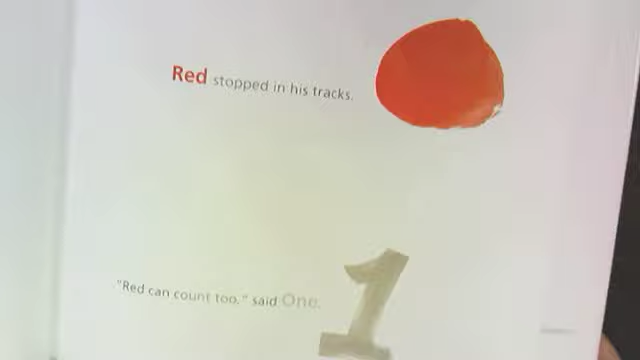 Red stopped in his tracks.
"Red can count too." said One.
1